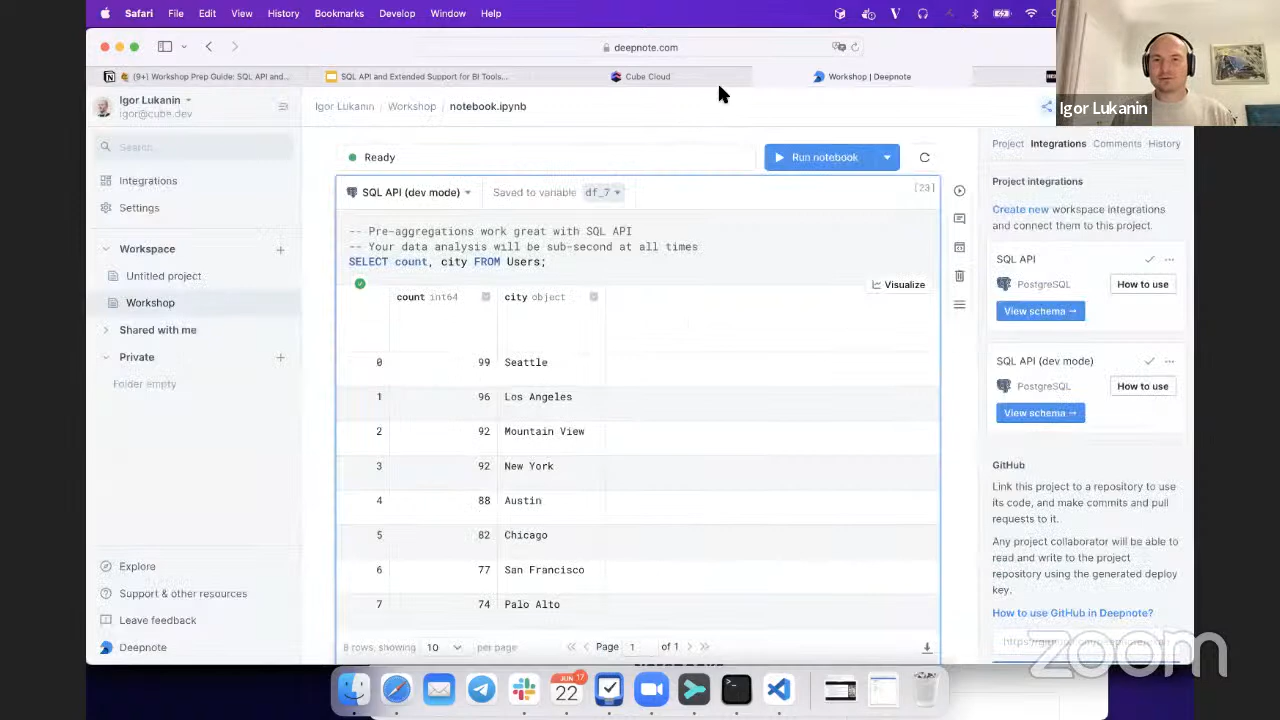 Safari File Edit View History Bookmarks Develop Window Help
deepnote.com
(9+) Workshop Prep Guide: SQL API and...
SQL API and Extended Support for BI Tools...
Cube Cloud
Workshop | Deepnote
Igor Lukanin
igor@cube.dev
Igor Lukanin Workshop notebook.ipynb
Igor Lukanin
Search...
Integrations
Settings
Workspace
Untitled project
Workshop
Shared with me
Private
Folder empty
Explore
Support & other resources
Leave feedback
Deepnote
Ready
Run notebook
SQL API (dev mode) Saved to variable df_7
[23]
-- Pre-aggregations work great with SQL API
-- Your data analysis will be sub-second at all times
SELECT count, city FROM Users;
Visualize
count int64 city object
0 99 Seattle
1 96 Los Angeles
2 92 Mountain View
3 92 New York
4 88 Austin
5 82 Chicago
6 77 San Francisco
7 74 Palo Alto
8 rows, showing 10 per page
Page 1 of 1
Project Integrations Comments History
Project integrations
Create new workspace integrations
and connect them to this project.
SQL API
PostgreSQL How to use
View schema →
SQL API (dev mode)
PostgreSQL How to use
View schema →
GitHub
Link this project to a repository to use
its code, and make commits and pull
requests to it.
Any project collaborator will be able to
read and write to the project
repository using the generated deploy
key.
How to use GitHub in Deepnote?
zoom
JUN 17
22